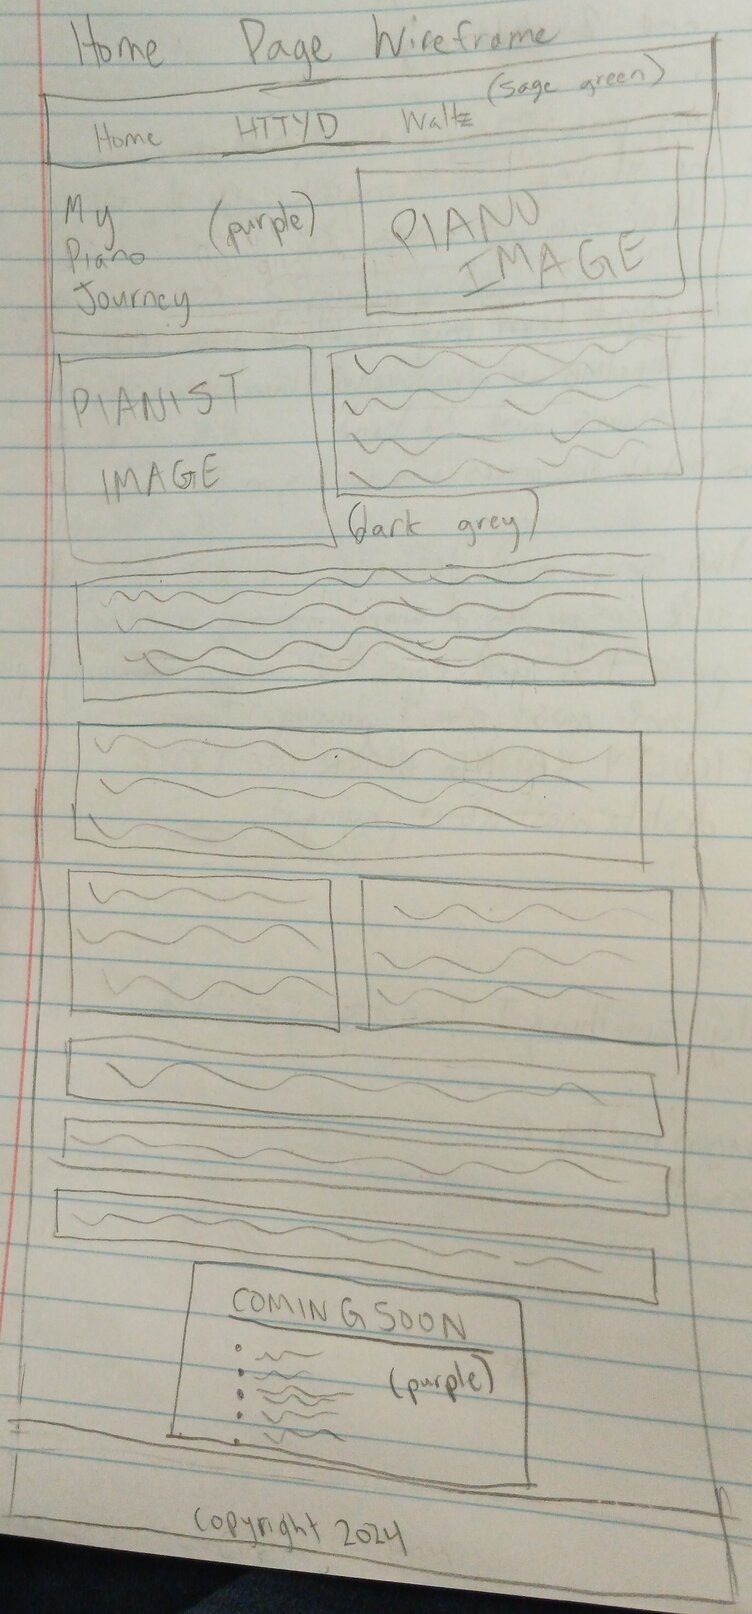 Home Page Wireframe
(sage green)
Home HTTYD Waltz
My
Piano
Journey
(purple)
PIANO
IMAGE
PIANIST
IMAGE
(dark grey)
COMING SOON
(purple)
Copyright 2024